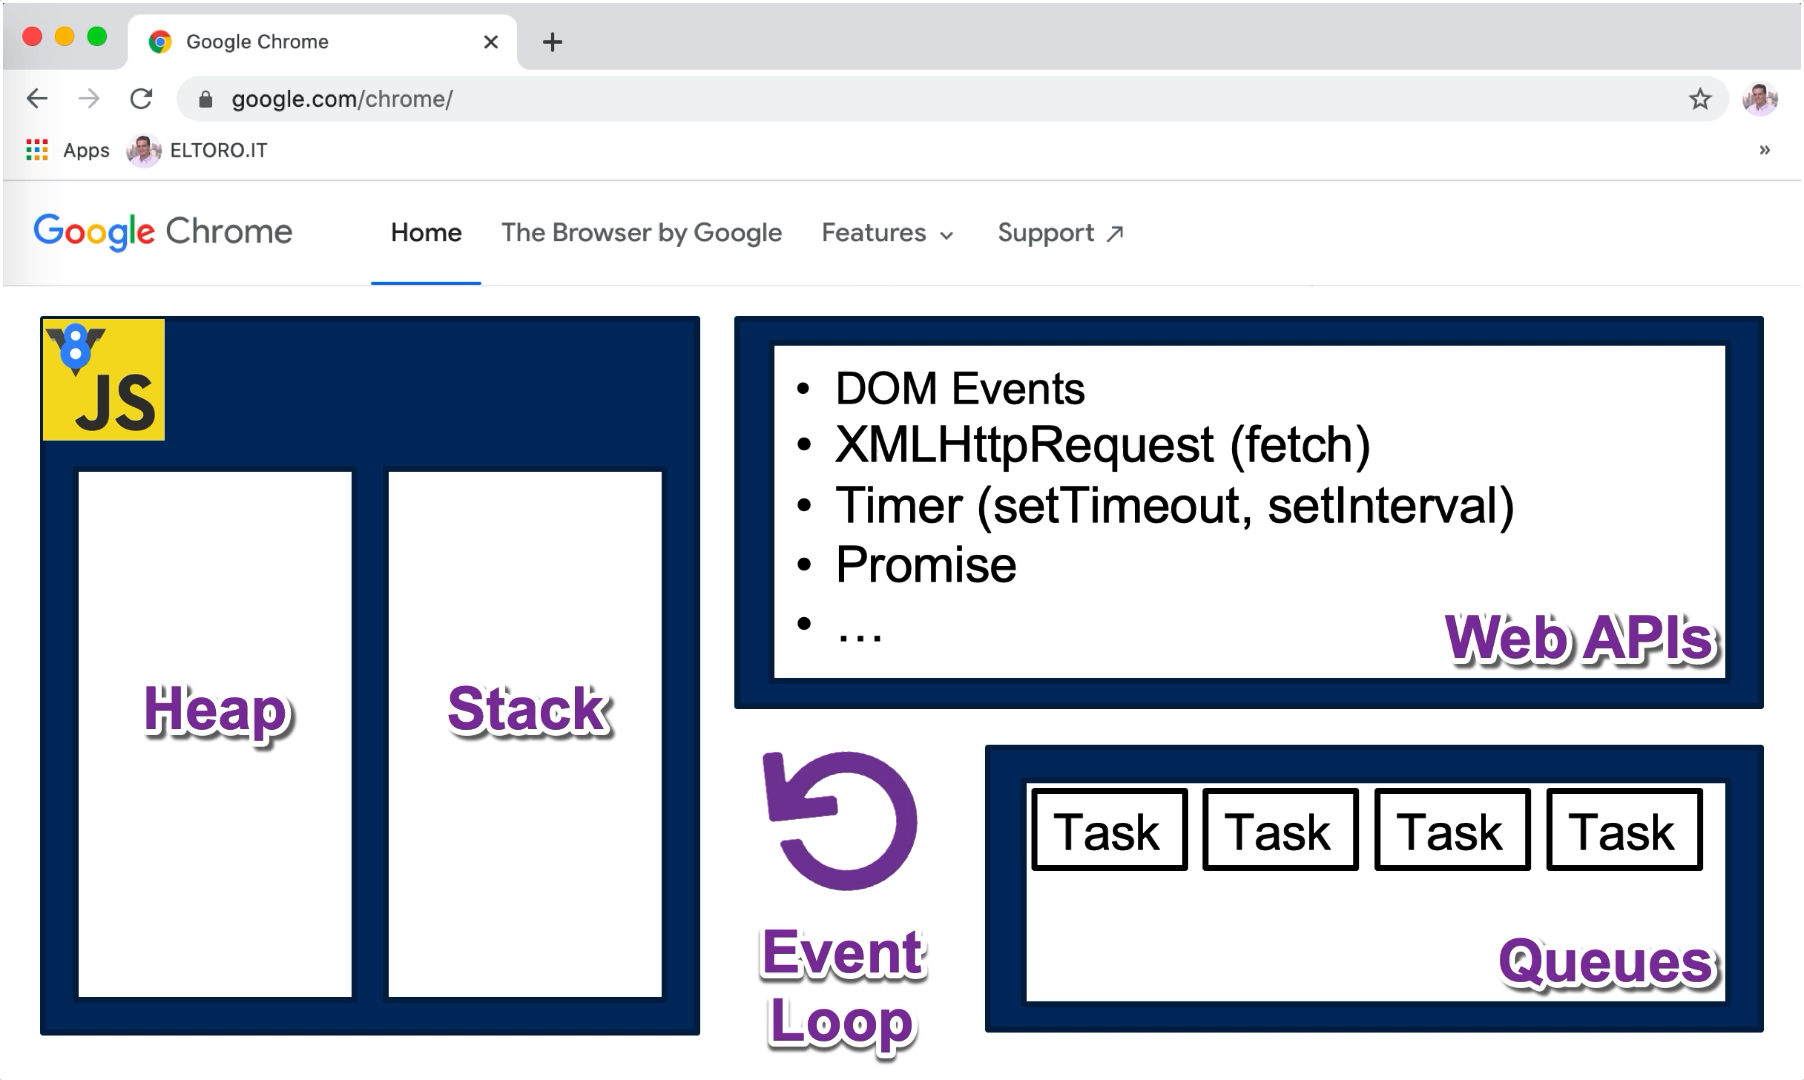 Google Chrome
google.com/chrome/
Apps ELTORO.IT »
Google Chrome Home The Browser by Google Features Support
V8
JS
Heap
Stack
• DOM Events
• XMLHttpRequest (fetch)
• Timer (setTimeout, setInterval)
• Promise
• …
Web APIs
Event
Loop
Task Task Task Task
Queues